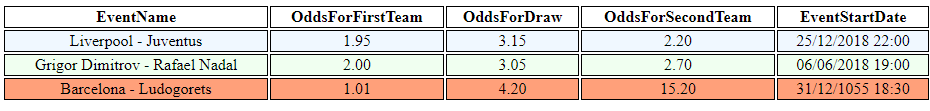 EventName OddsForFirstTeam OddsForDraw OddsForSecondTeam EventStartDate
Liverpool - Juventus 1.95 3.15 2.20 25/12/2018 22:00
Grigor Dimitrov - Rafael Nadal 2.00 3.05 2.70 06/06/2018 19:00
Barcelona - Ludogorets 1.01 4.20 15.20 31/12/1055 18:30